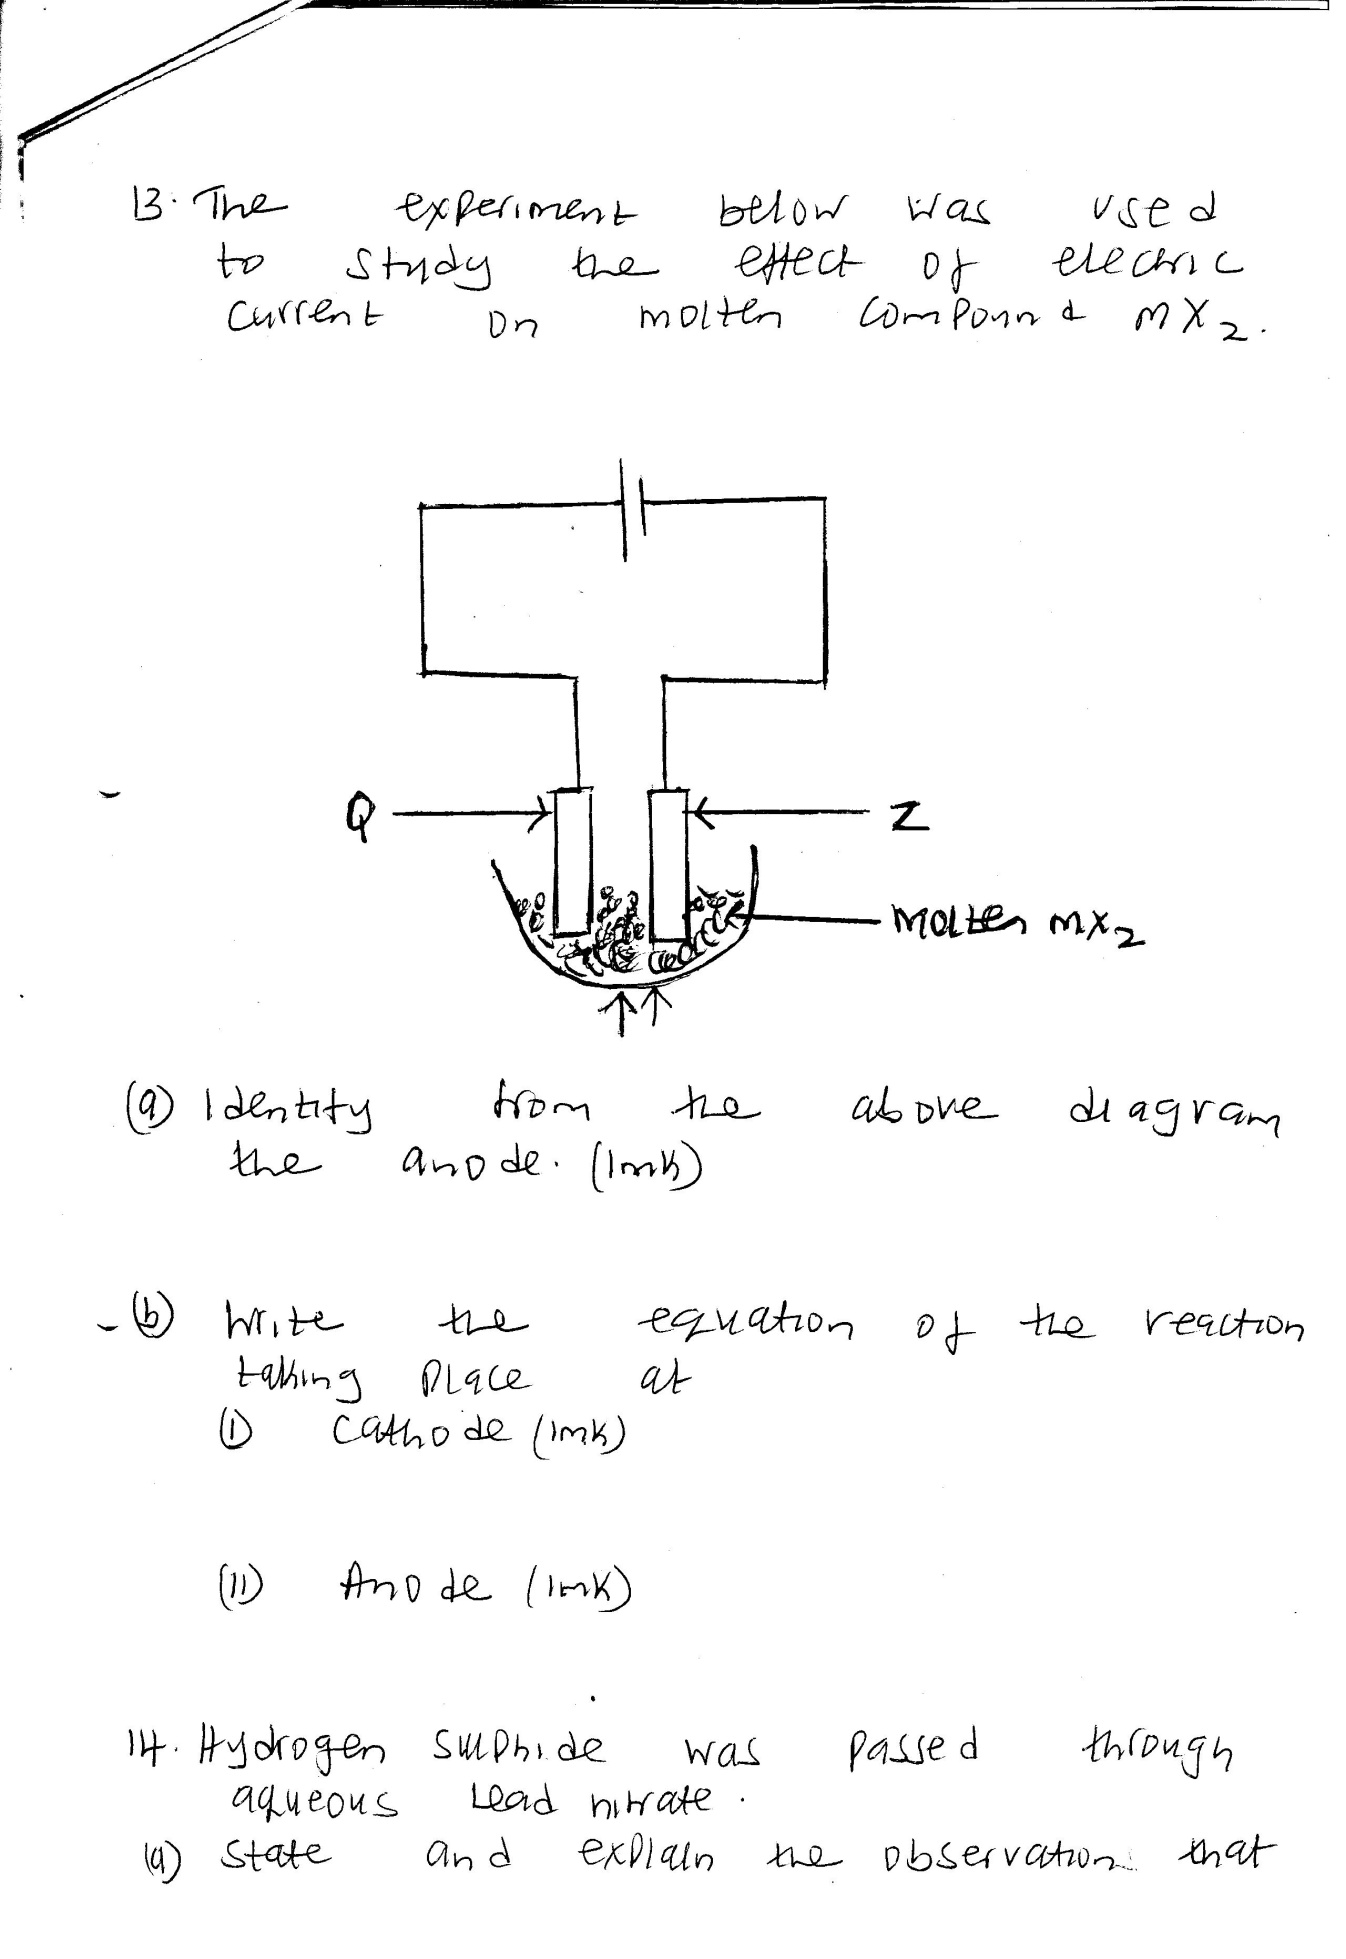 13. The experiment below was used
to study the effect of electric
current on molten compound MX2.
Q
Z
Molten MX2
(a) Identify from the above diagram
the anode. (1mk)
(b) Write the equation of the reaction
taking place at
(i) Cathode (1mk)
(ii) Anode (1mk)
14. Hydrogen sulphide was passed through
aqueous Lead nitrate.
(a) State and explain the observation that